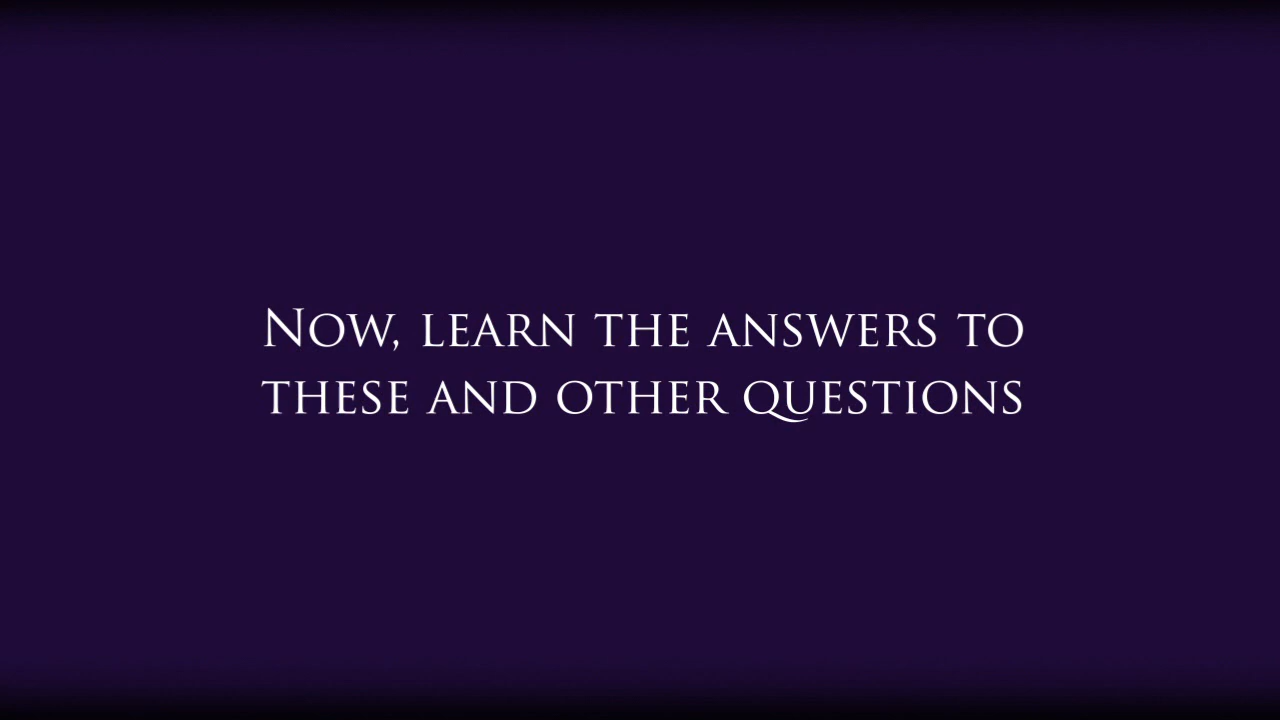 Now, learn the answers to
these and other questions